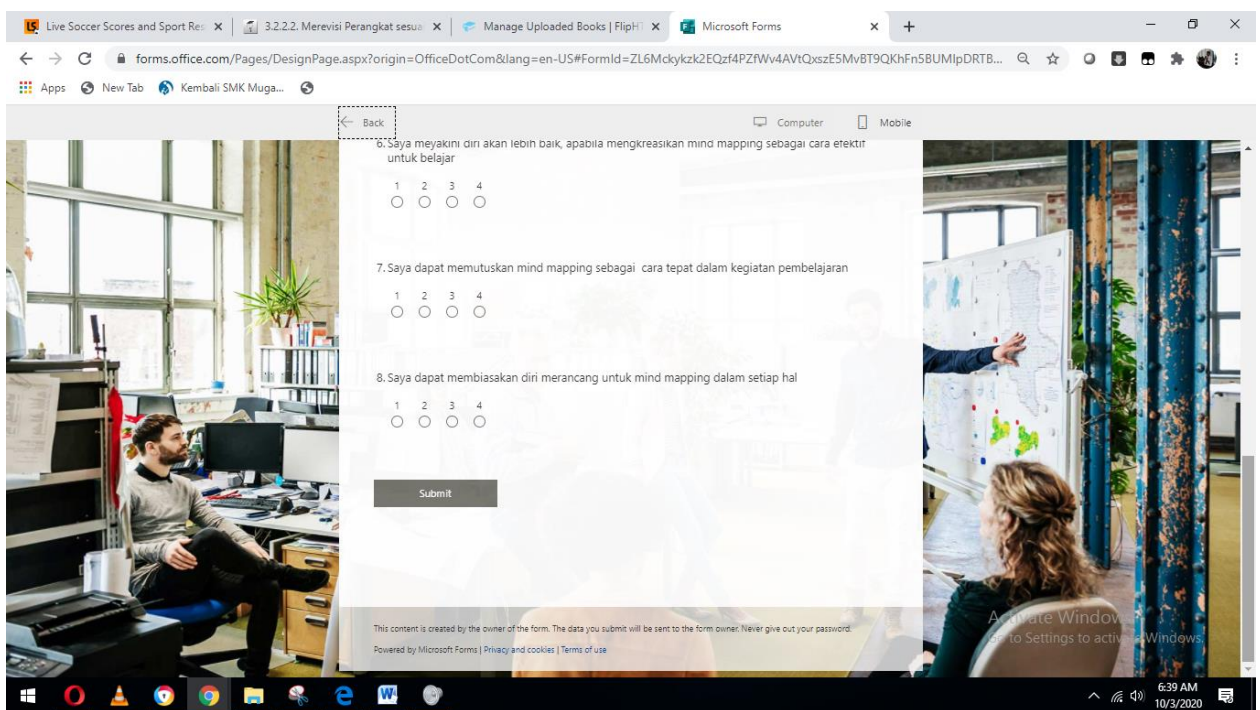 Live Soccer Scores and Sport Res
3.2.2.2. Merevisi Perangkat sesua
Manage Uploaded Books | FlipHT
Microsoft Forms
forms.office.com/Pages/DesignPage.aspx?origin=OfficeDotCom&lang=en-US#FormId=ZL6Mckykzk2EQzf4PZfWv4AVtQxszE5MvBT9QKhFn5BUMlpDRTB...
Apps New Tab Kembali SMK Muga...
Back Computer Mobile
6. Saya meyakini diri akan lebih baik, apabila mengkreasikan mind mapping sebagai cara efektif
untuk belajar
1 2 3 4
7. Saya dapat memutuskan mind mapping sebagai cara tepat dalam kegiatan pembelajaran
1 2 3 4
8. Saya dapat membiasakan diri merancang untuk mind mapping dalam setiap hal
1 2 3 4
Submit
This content is created by the owner of the form. The data you submit will be sent to the form owner. Never give out your password.
Powered by Microsoft Forms | Privacy and cookies | Terms of use
Activate Windows
Go to Settings to activate Windows.
6:39 AM
10/3/2020